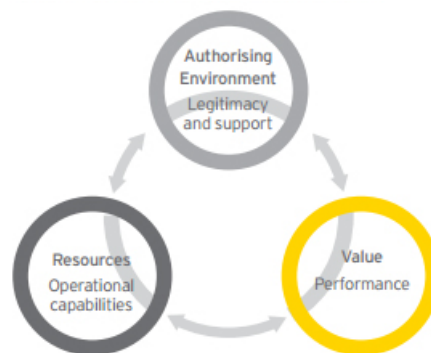 Authorising
Environment
Legitimacy
and support
Resources
Operational
capabilities
Value
Performance